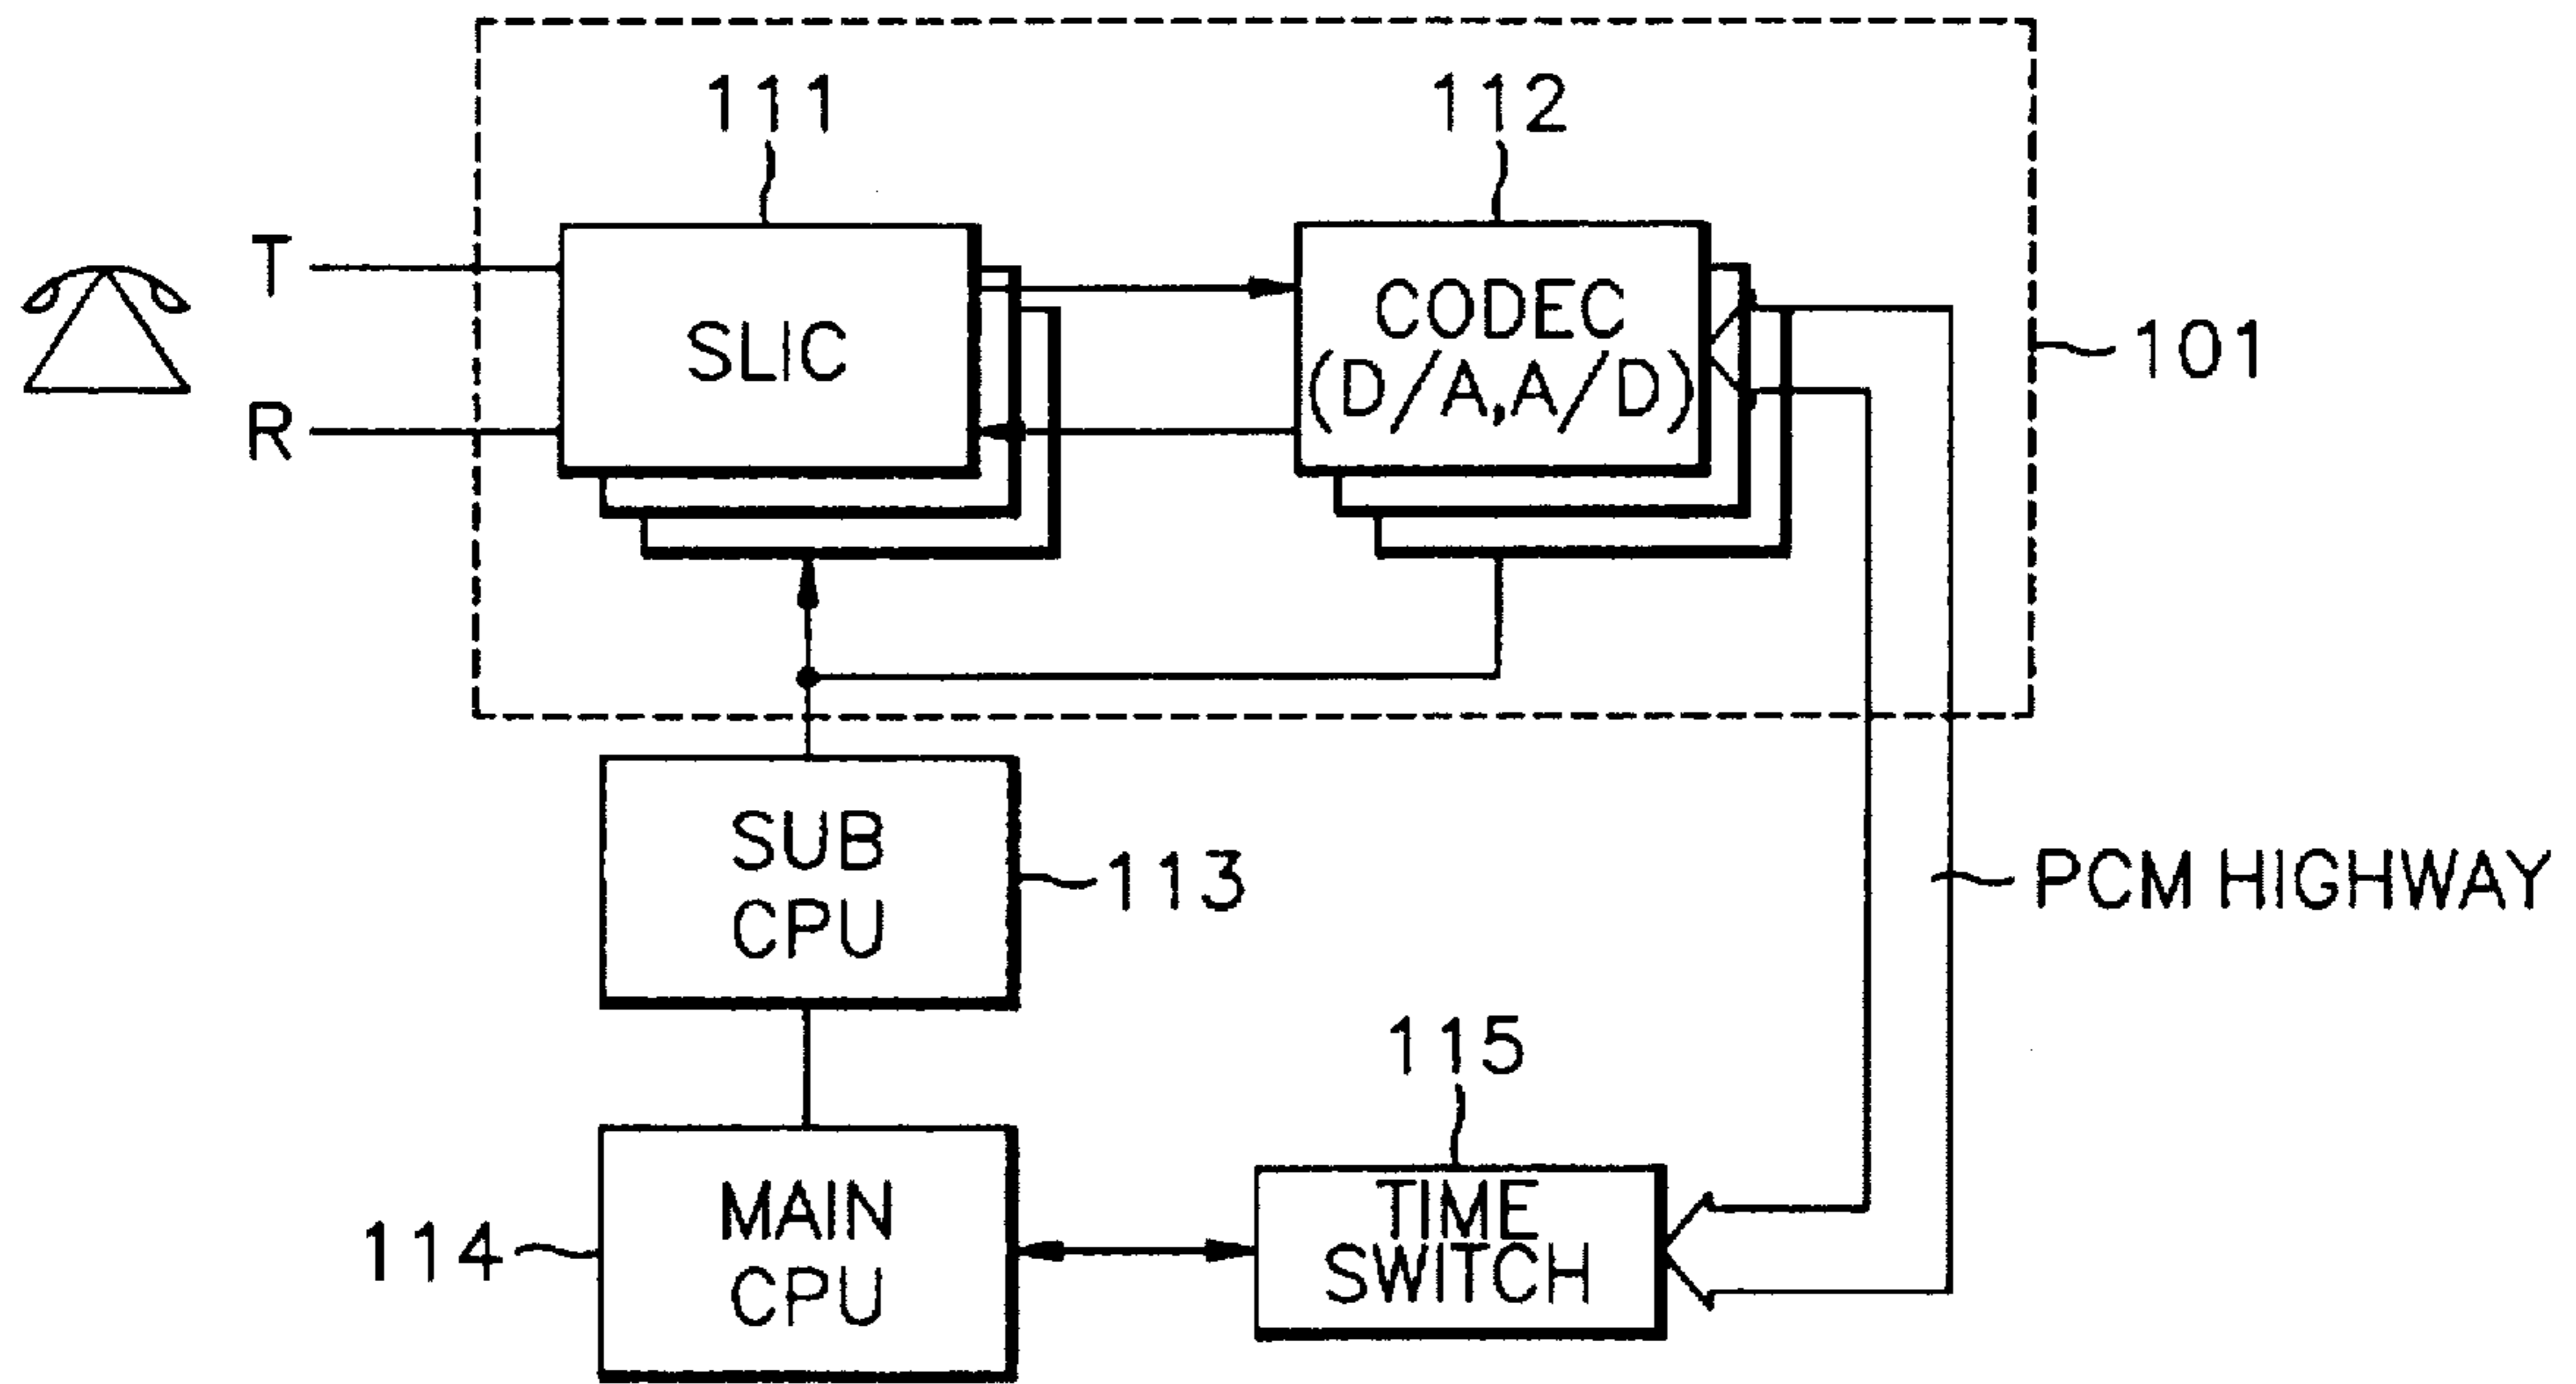 111
112
T
SLIC
CODEC
(D/A,A/D)
101
R
SUB
CPU
113
PCM HIGHWAY
115
MAIN
CPU
114
TIME
SWITCH